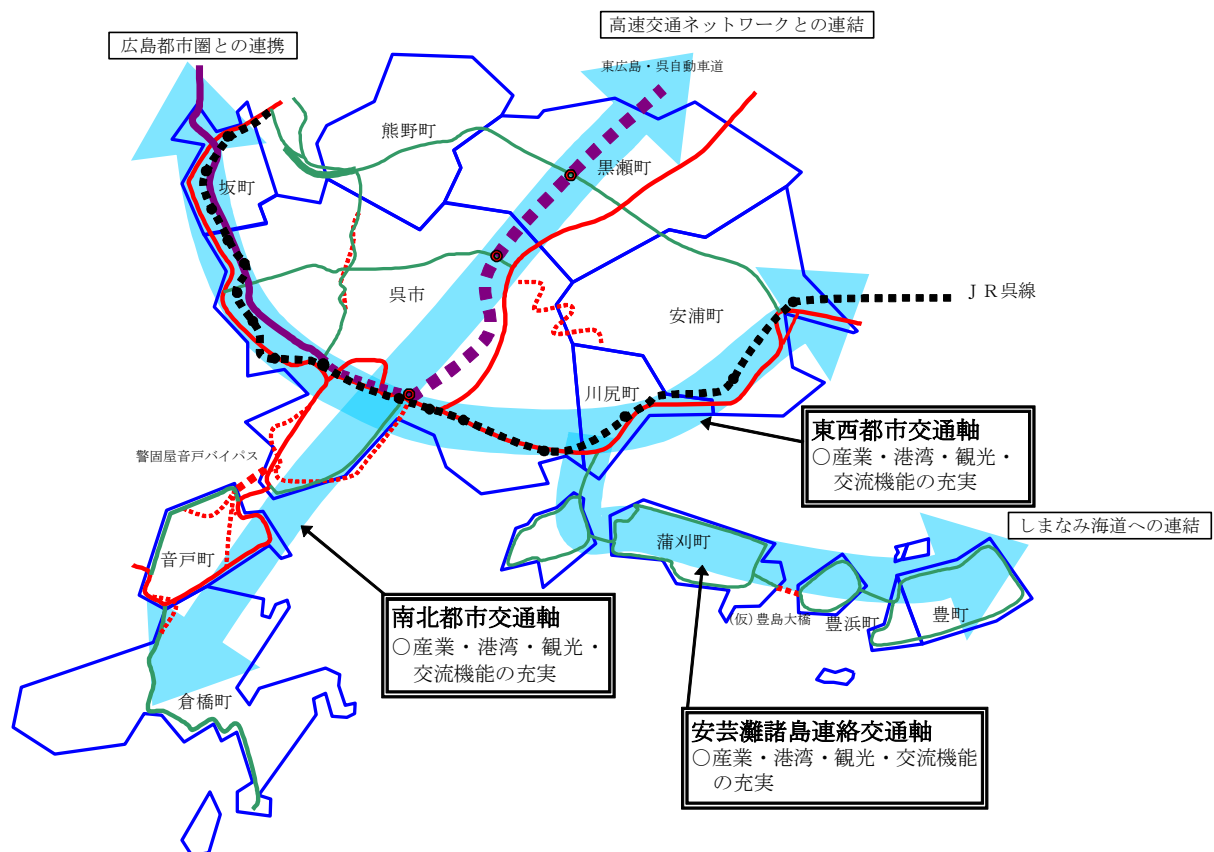 高速交通ネットワークとの連結
広島都市圏との連携
東広島・呉自動車道
熊野町
黒瀬町
坂町
呉市
ＪＲ呉線
安浦町
川尻町
東西都市交通軸
○産業・港湾・観光・
交流機能の充実
警固屋音戸バイパス
しまなみ海道への連結
蒲刈町
音戸町
南北都市交通軸
○産業・港湾・観光・
交流機能の充実
(仮)豊島大橋
豊浜町
豊町
倉橋町
安芸灘諸島連絡交通軸
○産業・港湾・観光・交流機能
の充実